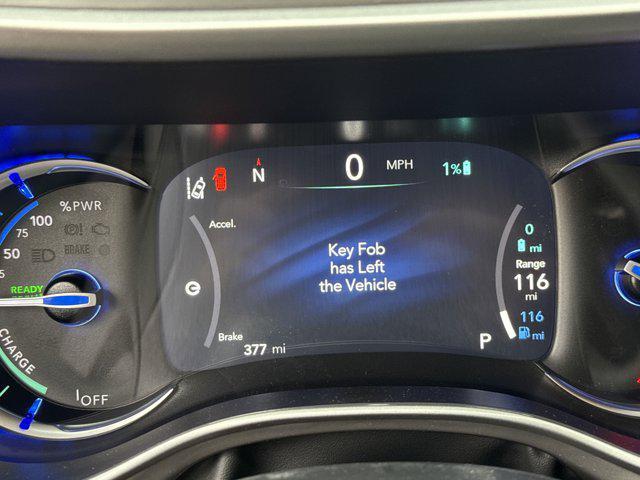 0 MPH
1%
N
%PWR
100
75
50
READY
CHARGE
OFF
BRAKE
Accel.
Key Fob
has Left
the Vehicle
Brake
377 mi
P
0
mi
Range
116
mi
116
mi